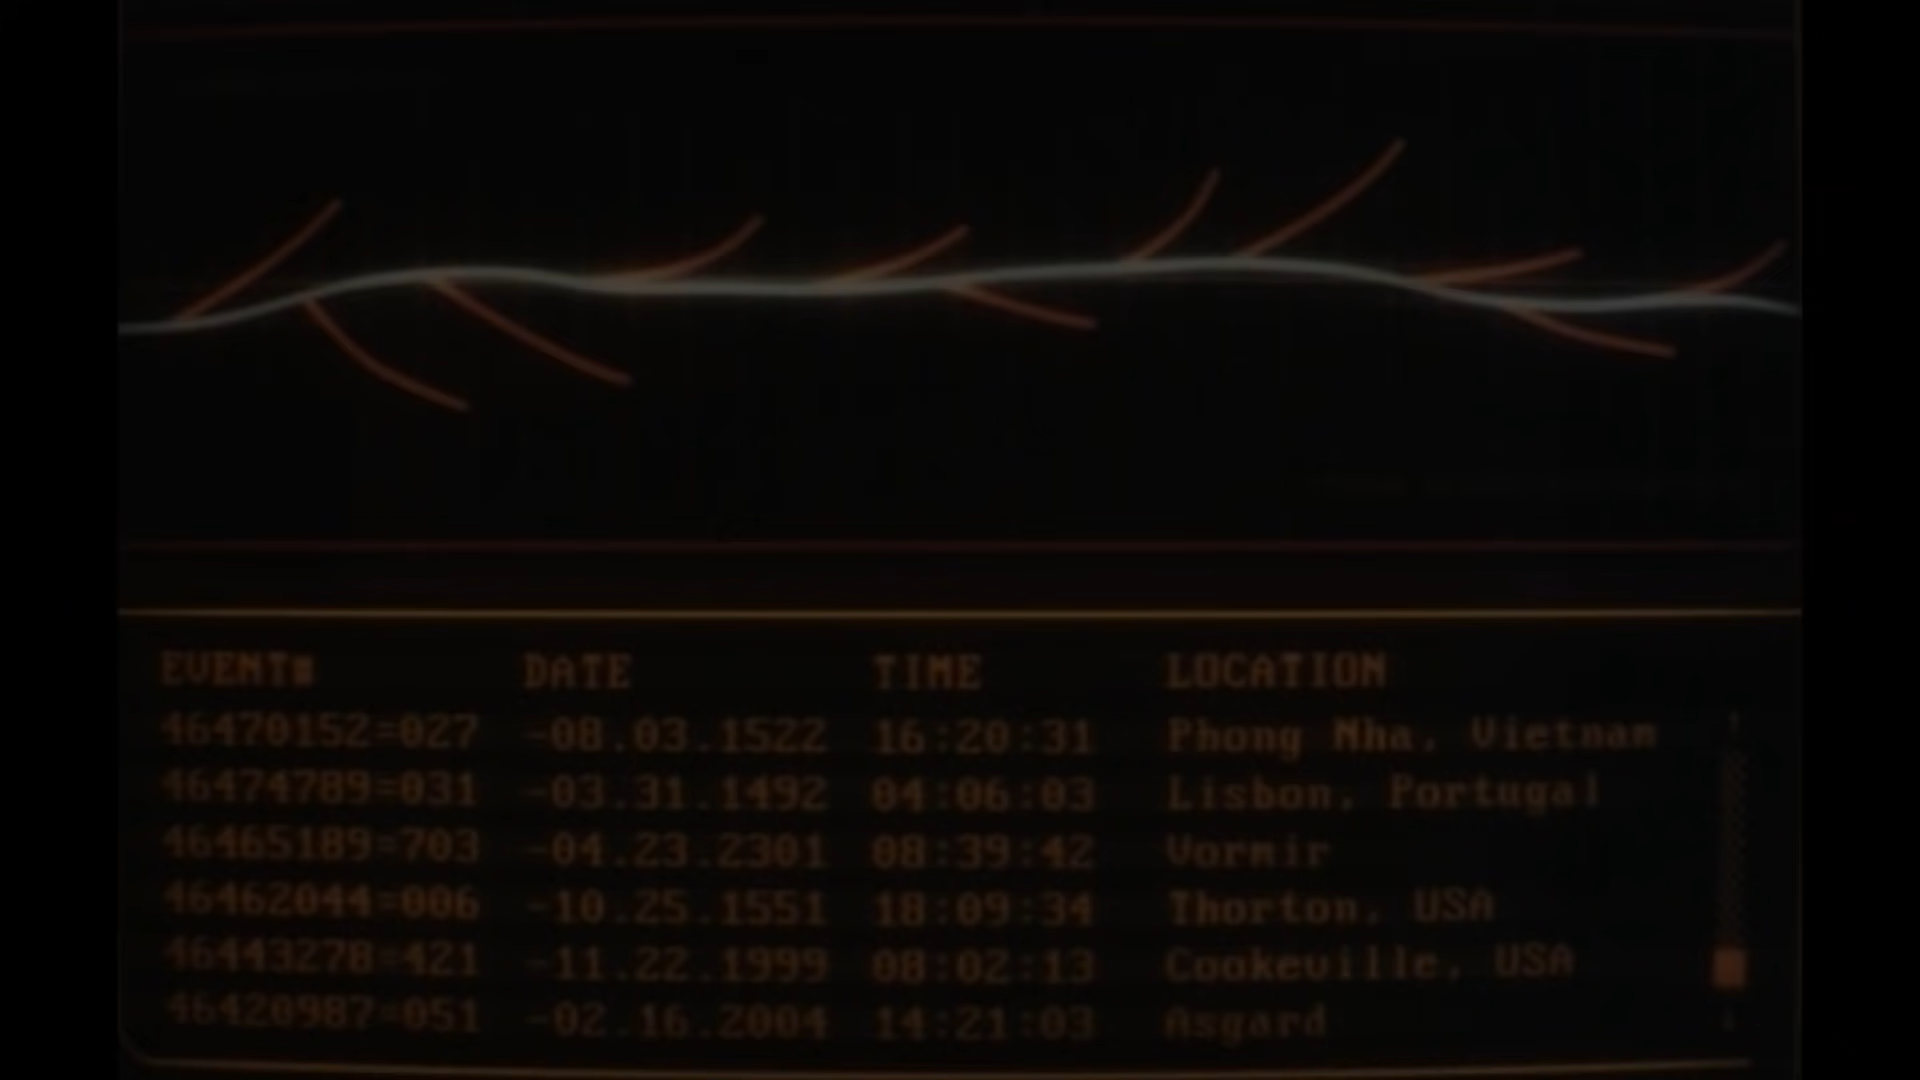 EVENT# DATE TIME LOCATION
46470152=027 -08.03.1522 16:20:31 Phong Nha, Vietnam
46474789=031 -03.31.1492 04:06:03 Lisbon, Portugal
46465189=703 -04.23.2301 08:39:42 Vormir
46462044=006 -10.25.1551 18:09:34 Thorton, USA
46443278=421 -11.22.1999 08:02:13 Cookeville, USA
46420987=051 -02.16.2004 14:21:03 Asgard